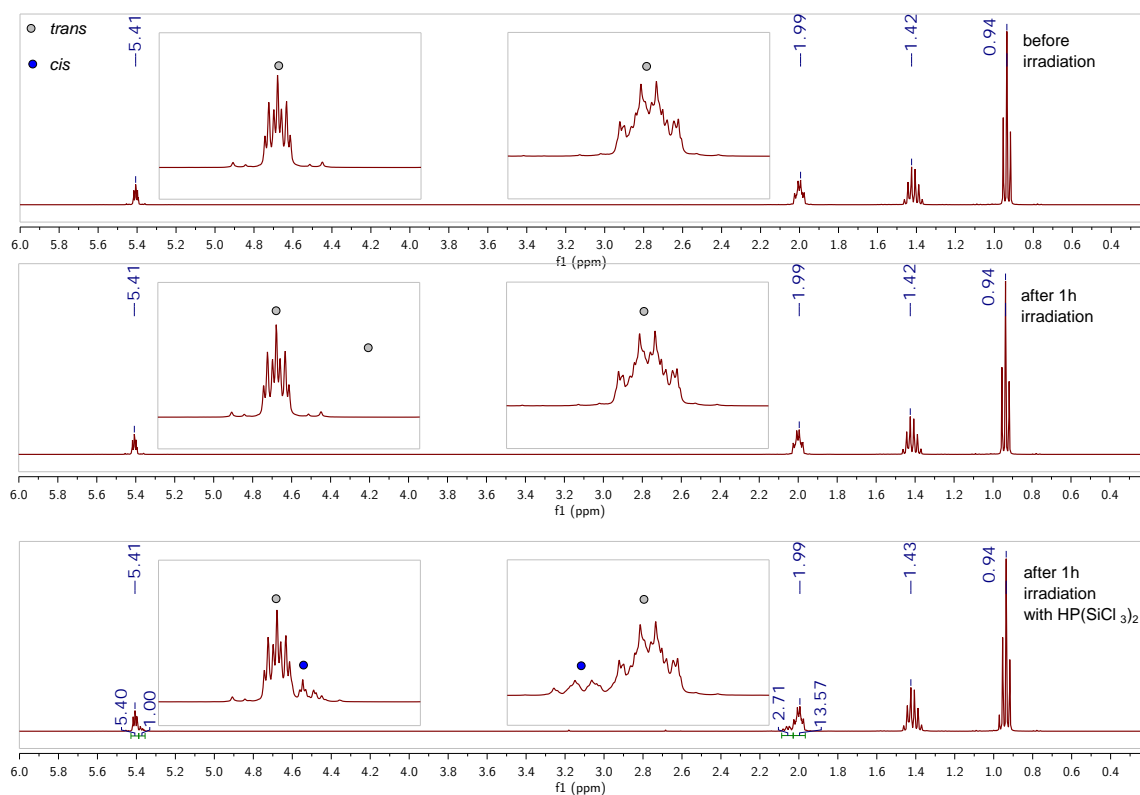 trans
cis
−5.41
−1.99
−1.42
0.94
before
irradiation
6.0 5.8 5.6 5.4 5.2 5.0 4.8 4.6 4.4 4.2 4.0 3.8 3.6 3.4 3.2 3.0 2.8 2.6 2.4 2.2 2.0 1.8 1.6 1.4 1.2 1.0 0.8 0.6 0.4
f1 (ppm)
−5.41
−1.99
−1.42
0.94
after 1h
irradiation
6.0 5.8 5.6 5.4 5.2 5.0 4.8 4.6 4.4 4.2 4.0 3.8 3.6 3.4 3.2 3.0 2.8 2.6 2.4 2.2 2.0 1.8 1.6 1.4 1.2 1.0 0.8 0.6 0.4
f1 (ppm)
−5.41
−1.99
−1.43
0.94
after 1h
irradiation
with HP(SiCl₃)₂
5.40
1.00
2.71
13.57
6.0 5.8 5.6 5.4 5.2 5.0 4.8 4.6 4.4 4.2 4.0 3.8 3.6 3.4 3.2 3.0 2.8 2.6 2.4 2.2 2.0 1.8 1.6 1.4 1.2 1.0 0.8 0.6 0.4
f1 (ppm)